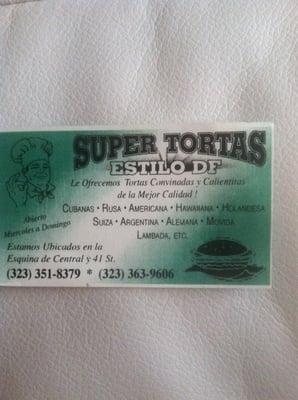 SUPER TORTAS
ESTILO DF
Le Ofrecemos Tortas Convinadas y Calientitas
de la Mejor Calidad !
CUBANAS • RUSA • AMERICANA • HAWAIIANA • HOLANDESA
SUIZA • ARGENTINA • ALEMANA • MOVIDA
LAMBADA, ETC.
Abierto
Miercoles a Domingo
Estamos Ubicados en la
Esquina de Central y 41 St.
(323) 351-8379 * (323) 363-9606